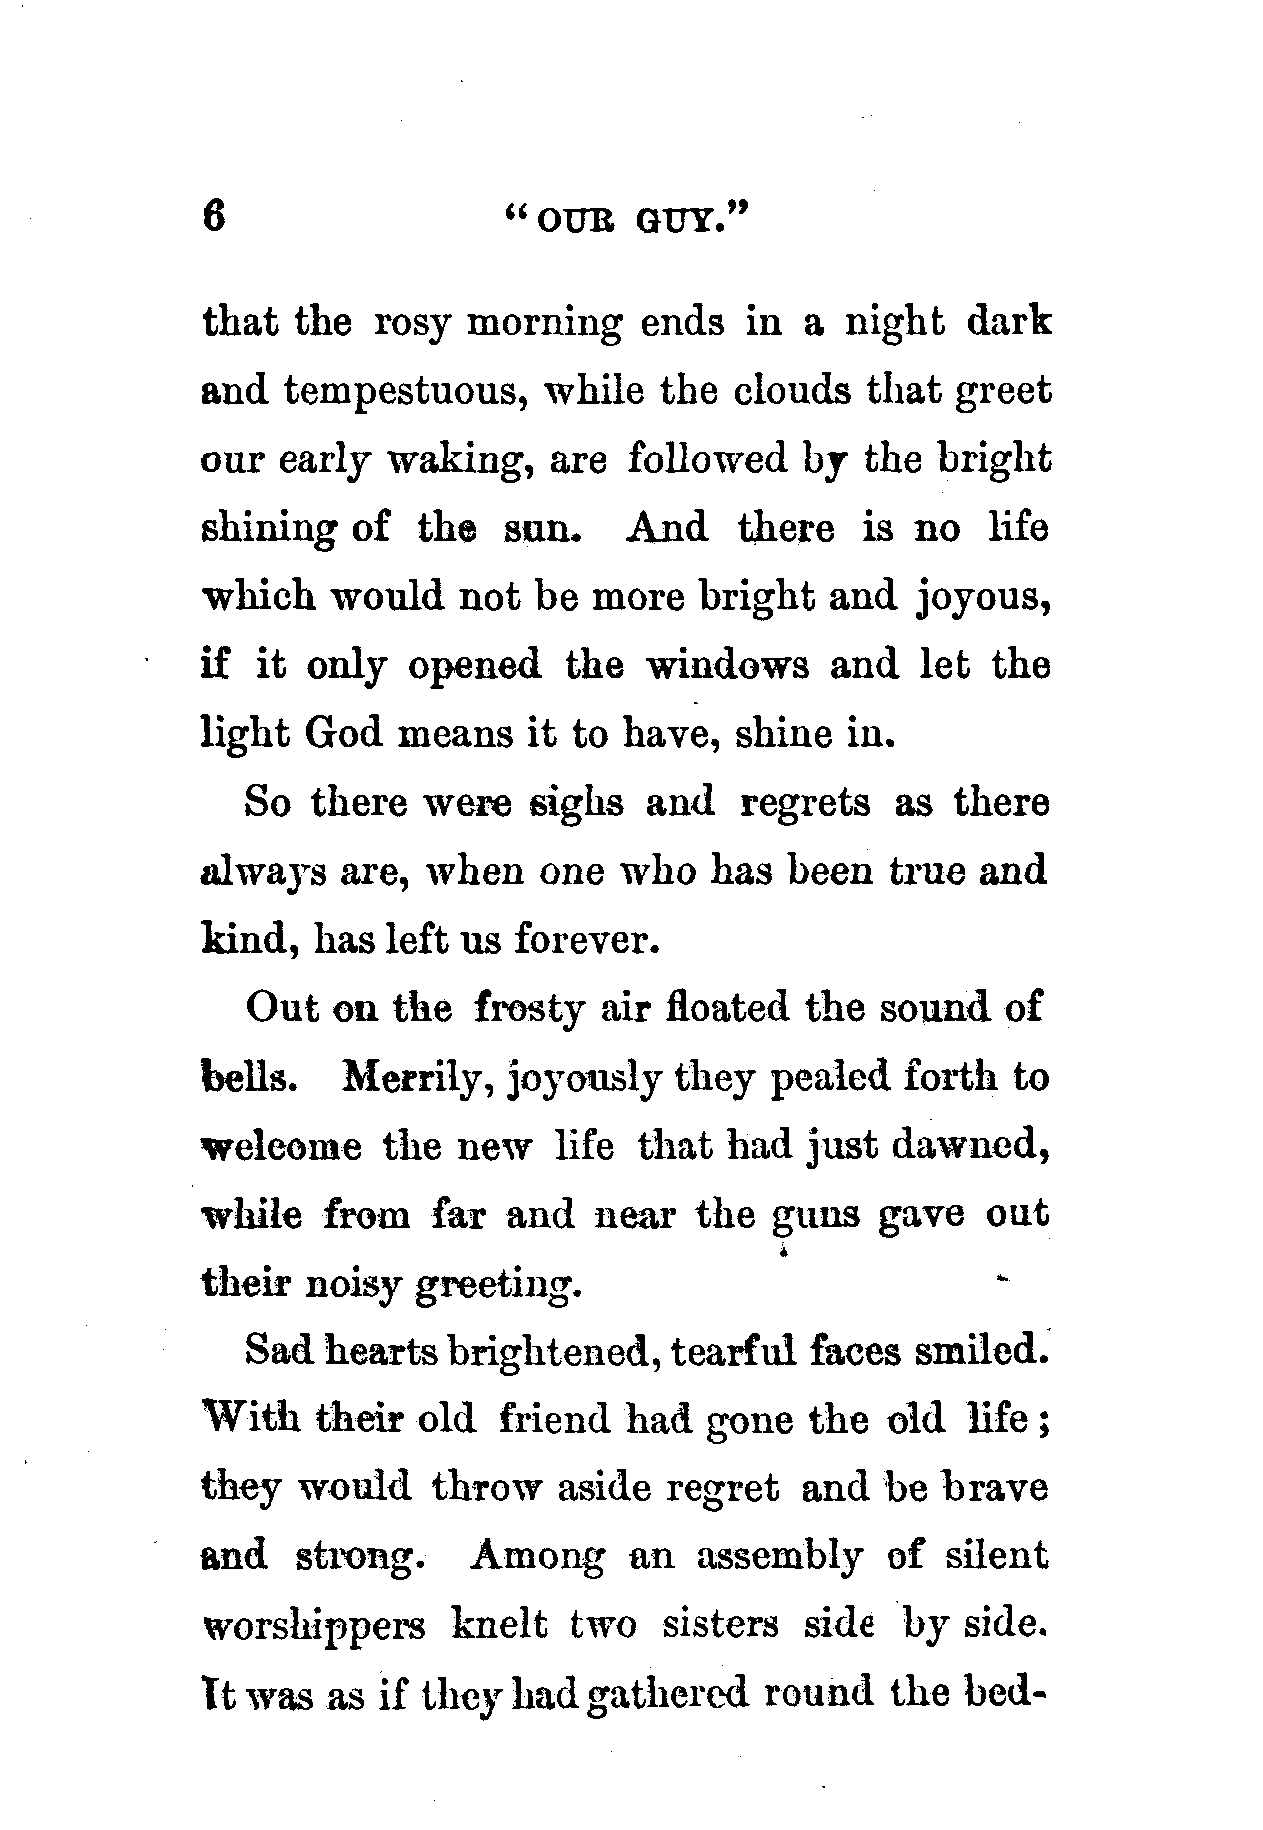 6 "OUR GUY."
that the rosy morning ends in a night dark
and tempestuous, while the clouds that greet
our early waking, are followed by the bright
shining of the sun. And there is no life
which would not be more bright and joyous,
if it only opened the windows and let the
light God means it to have, shine in.
So there were sighs and regrets as there
always are, when one who has been true and
kind, has left us forever.
Out on the frosty air floated the sound of
bells. Merrily, joyously they pealed forth to
welcome the new life that had just dawned,
while from far and near the guns gave out
their noisy greeting.
Sad hearts brightened, tearful faces smiled.
With their old friend had gone the old life;
they would throw aside regret and be brave
and strong. Among an assembly of silent
worshippers knelt two sisters side by side.
It was as if they had gathered round the bed-